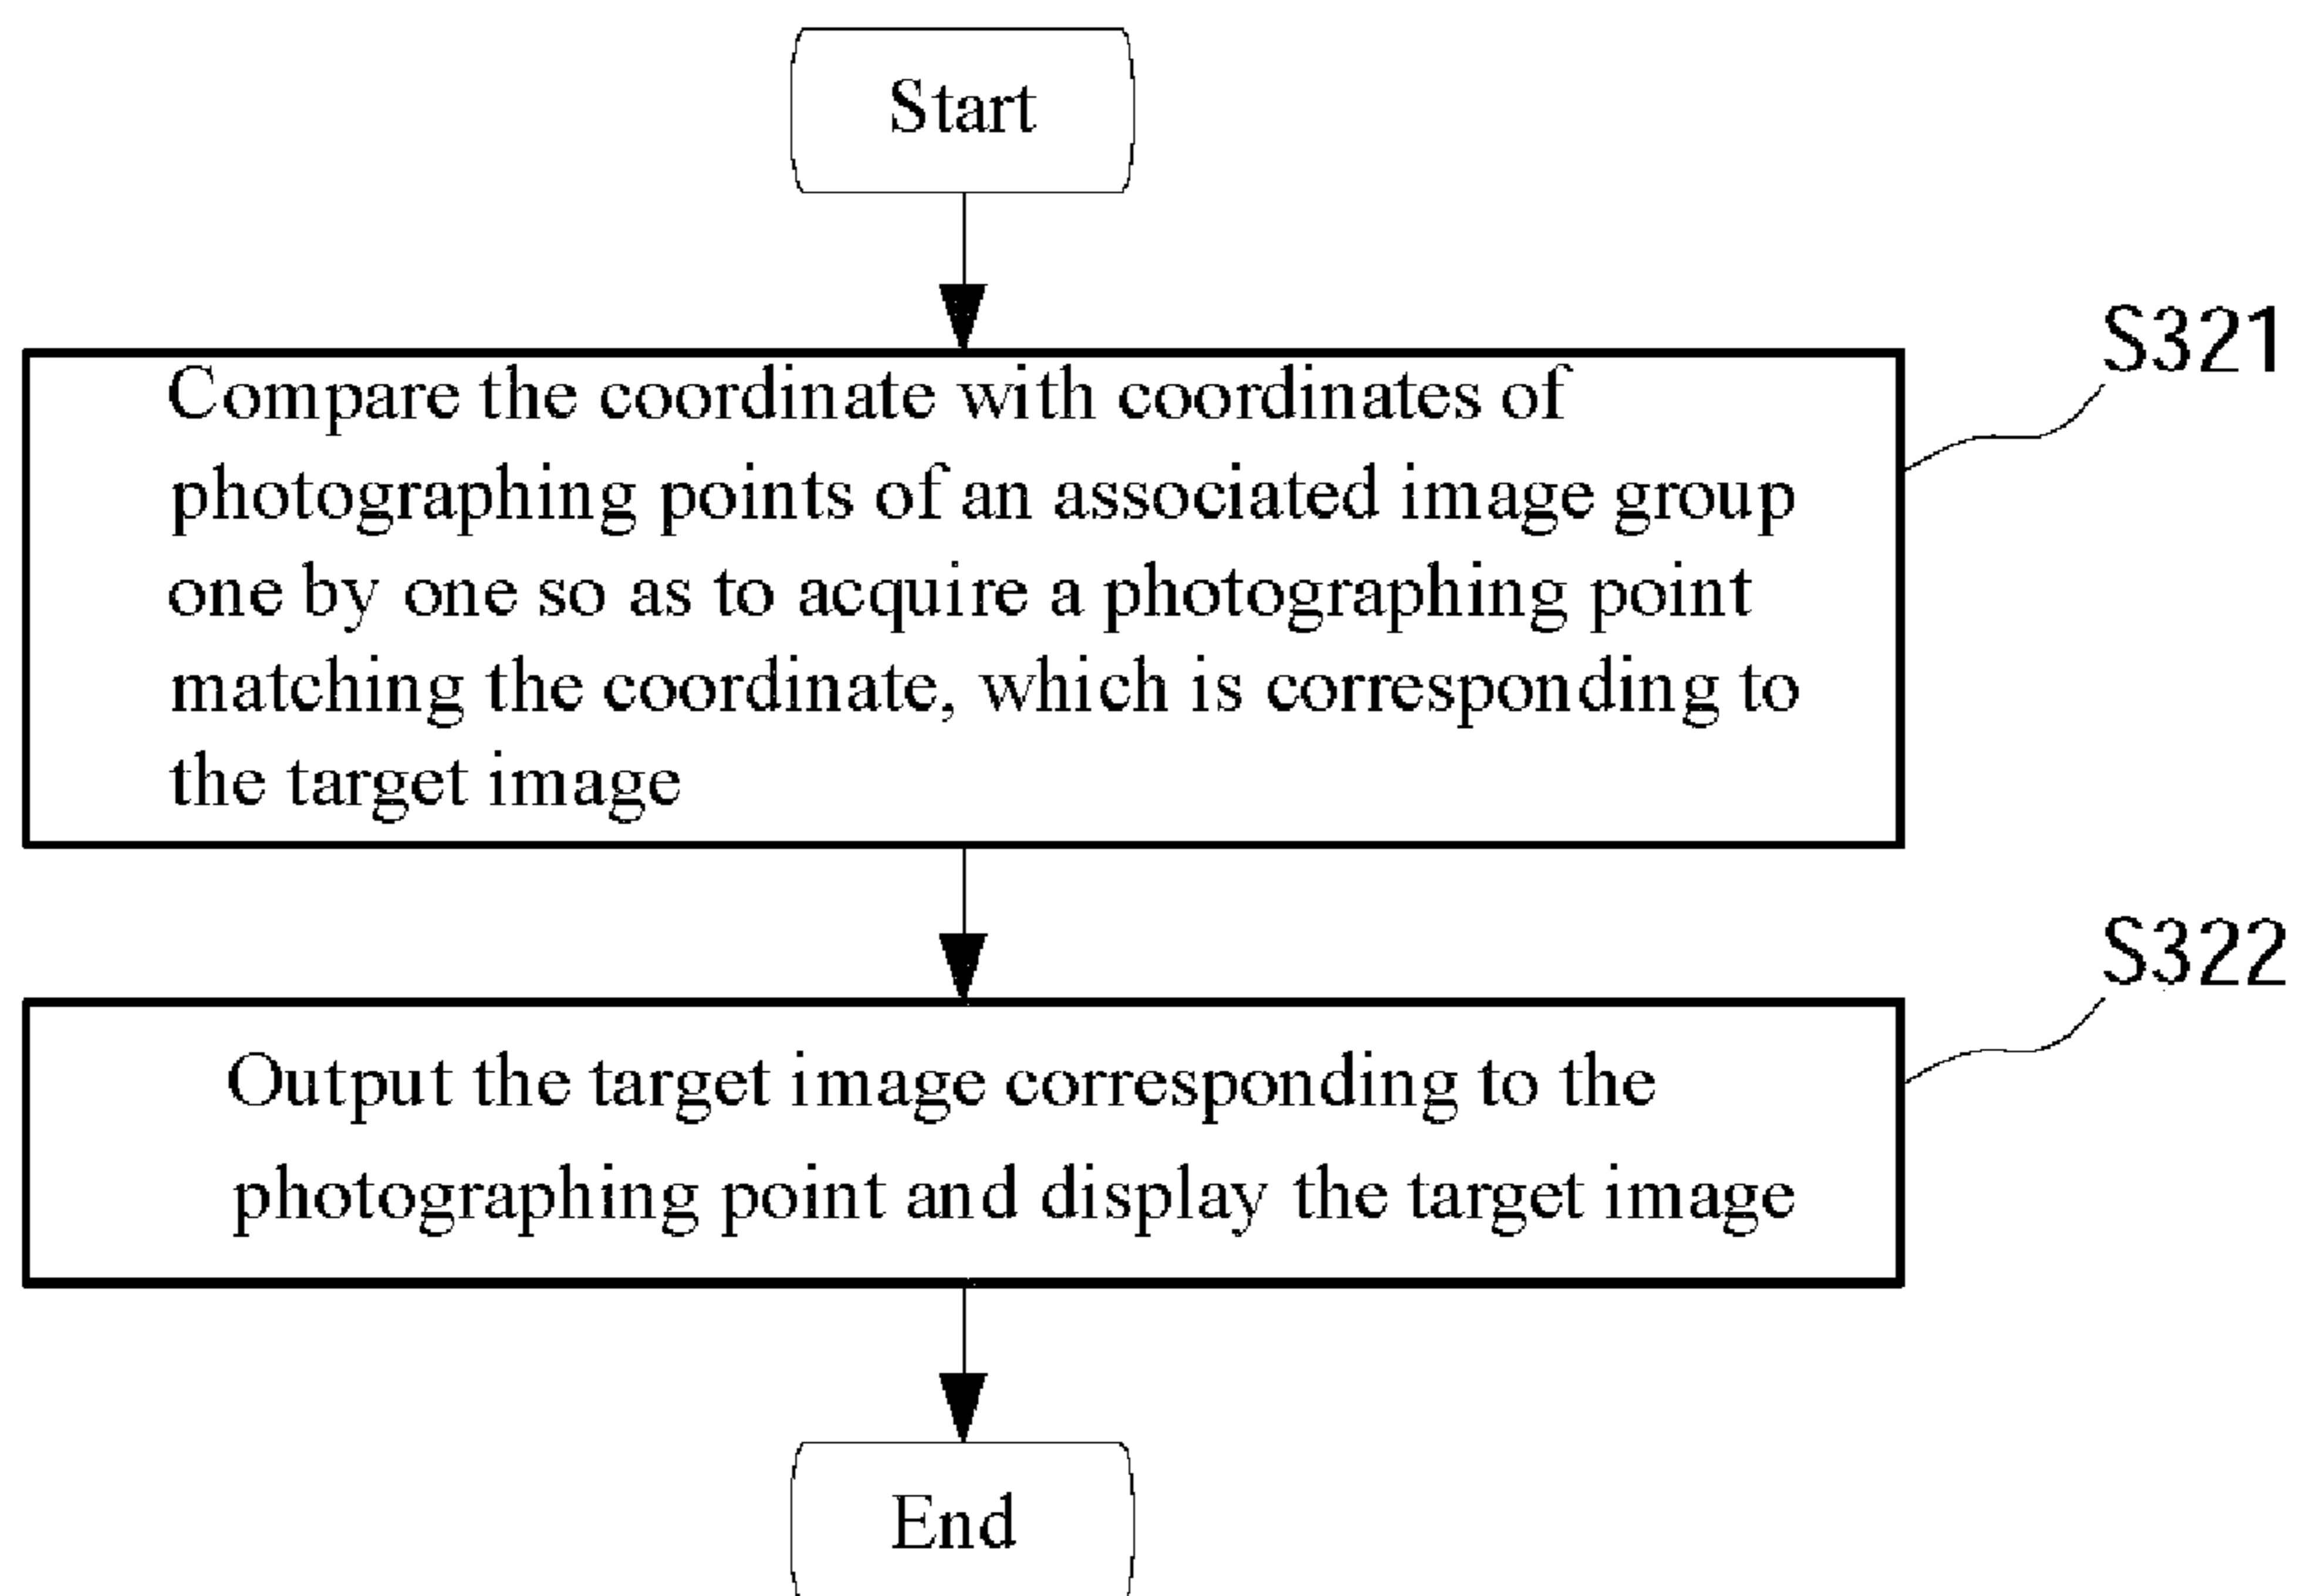 Start
S321
Compare the coordinate with coordinates of
photographing points of an associated image group
one by one so as to acquire a photographing point
matching the coordinate, which is corresponding to
the target image
S322
Output the target image corresponding to the
photographing point and display the target image
End